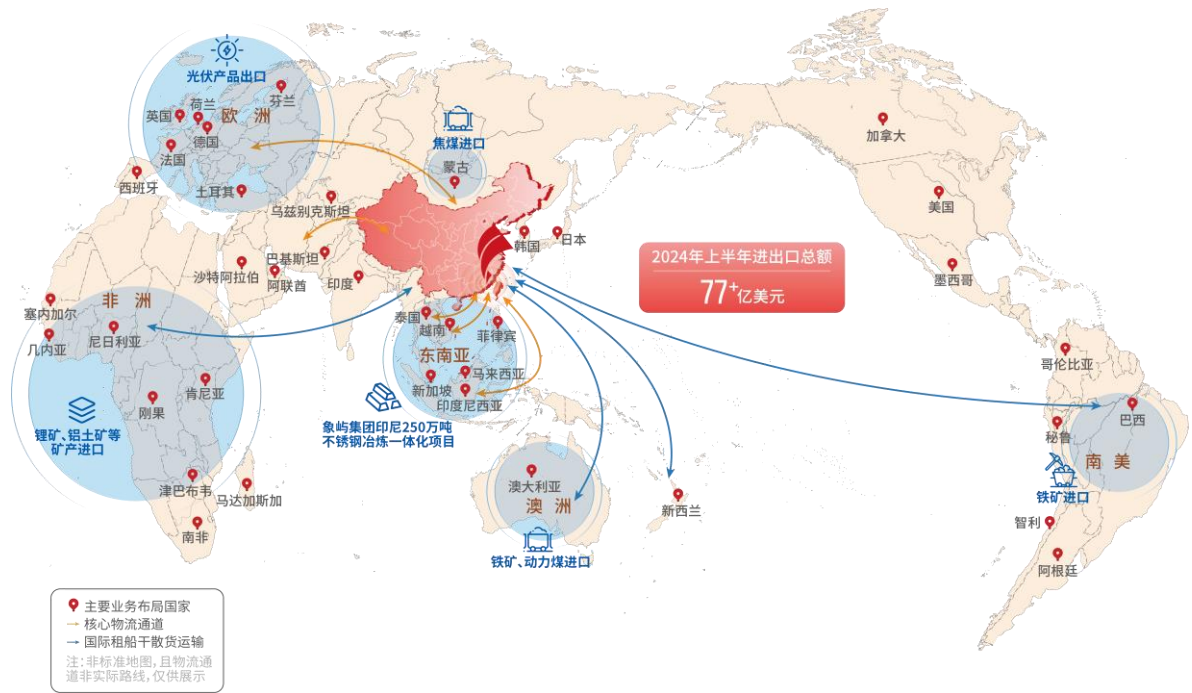 光伏产品出口
欧 洲
芬兰
荷兰
英国
德国
法国
西班牙
土耳其
焦煤进口
蒙古
乌兹别克斯坦
巴基斯坦
沙特阿拉伯
阿联酋
印度
韩国
日本
2024年上半年进出口总额
77+亿美元
加拿大
美国
墨西哥
非 洲
塞内加尔
几内亚
尼日利亚
肯尼亚
刚果
锂矿、铝土矿等
矿产进口
津巴布韦
马达加斯加
南非
泰国
越南
菲律宾
东南亚
马来西亚
新加坡
印度尼西亚
象屿集团印尼250万吨
不锈钢冶炼一体化项目
澳大利亚
澳 洲
铁矿、动力煤进口
新西兰
哥伦比亚
巴西
秘鲁
南 美
铁矿进口
智利
阿根廷
主要业务布局国家
核心物流通道
国际租船干散货运输
注：非标准地图，且物流通
道非实际路线，仅供展示